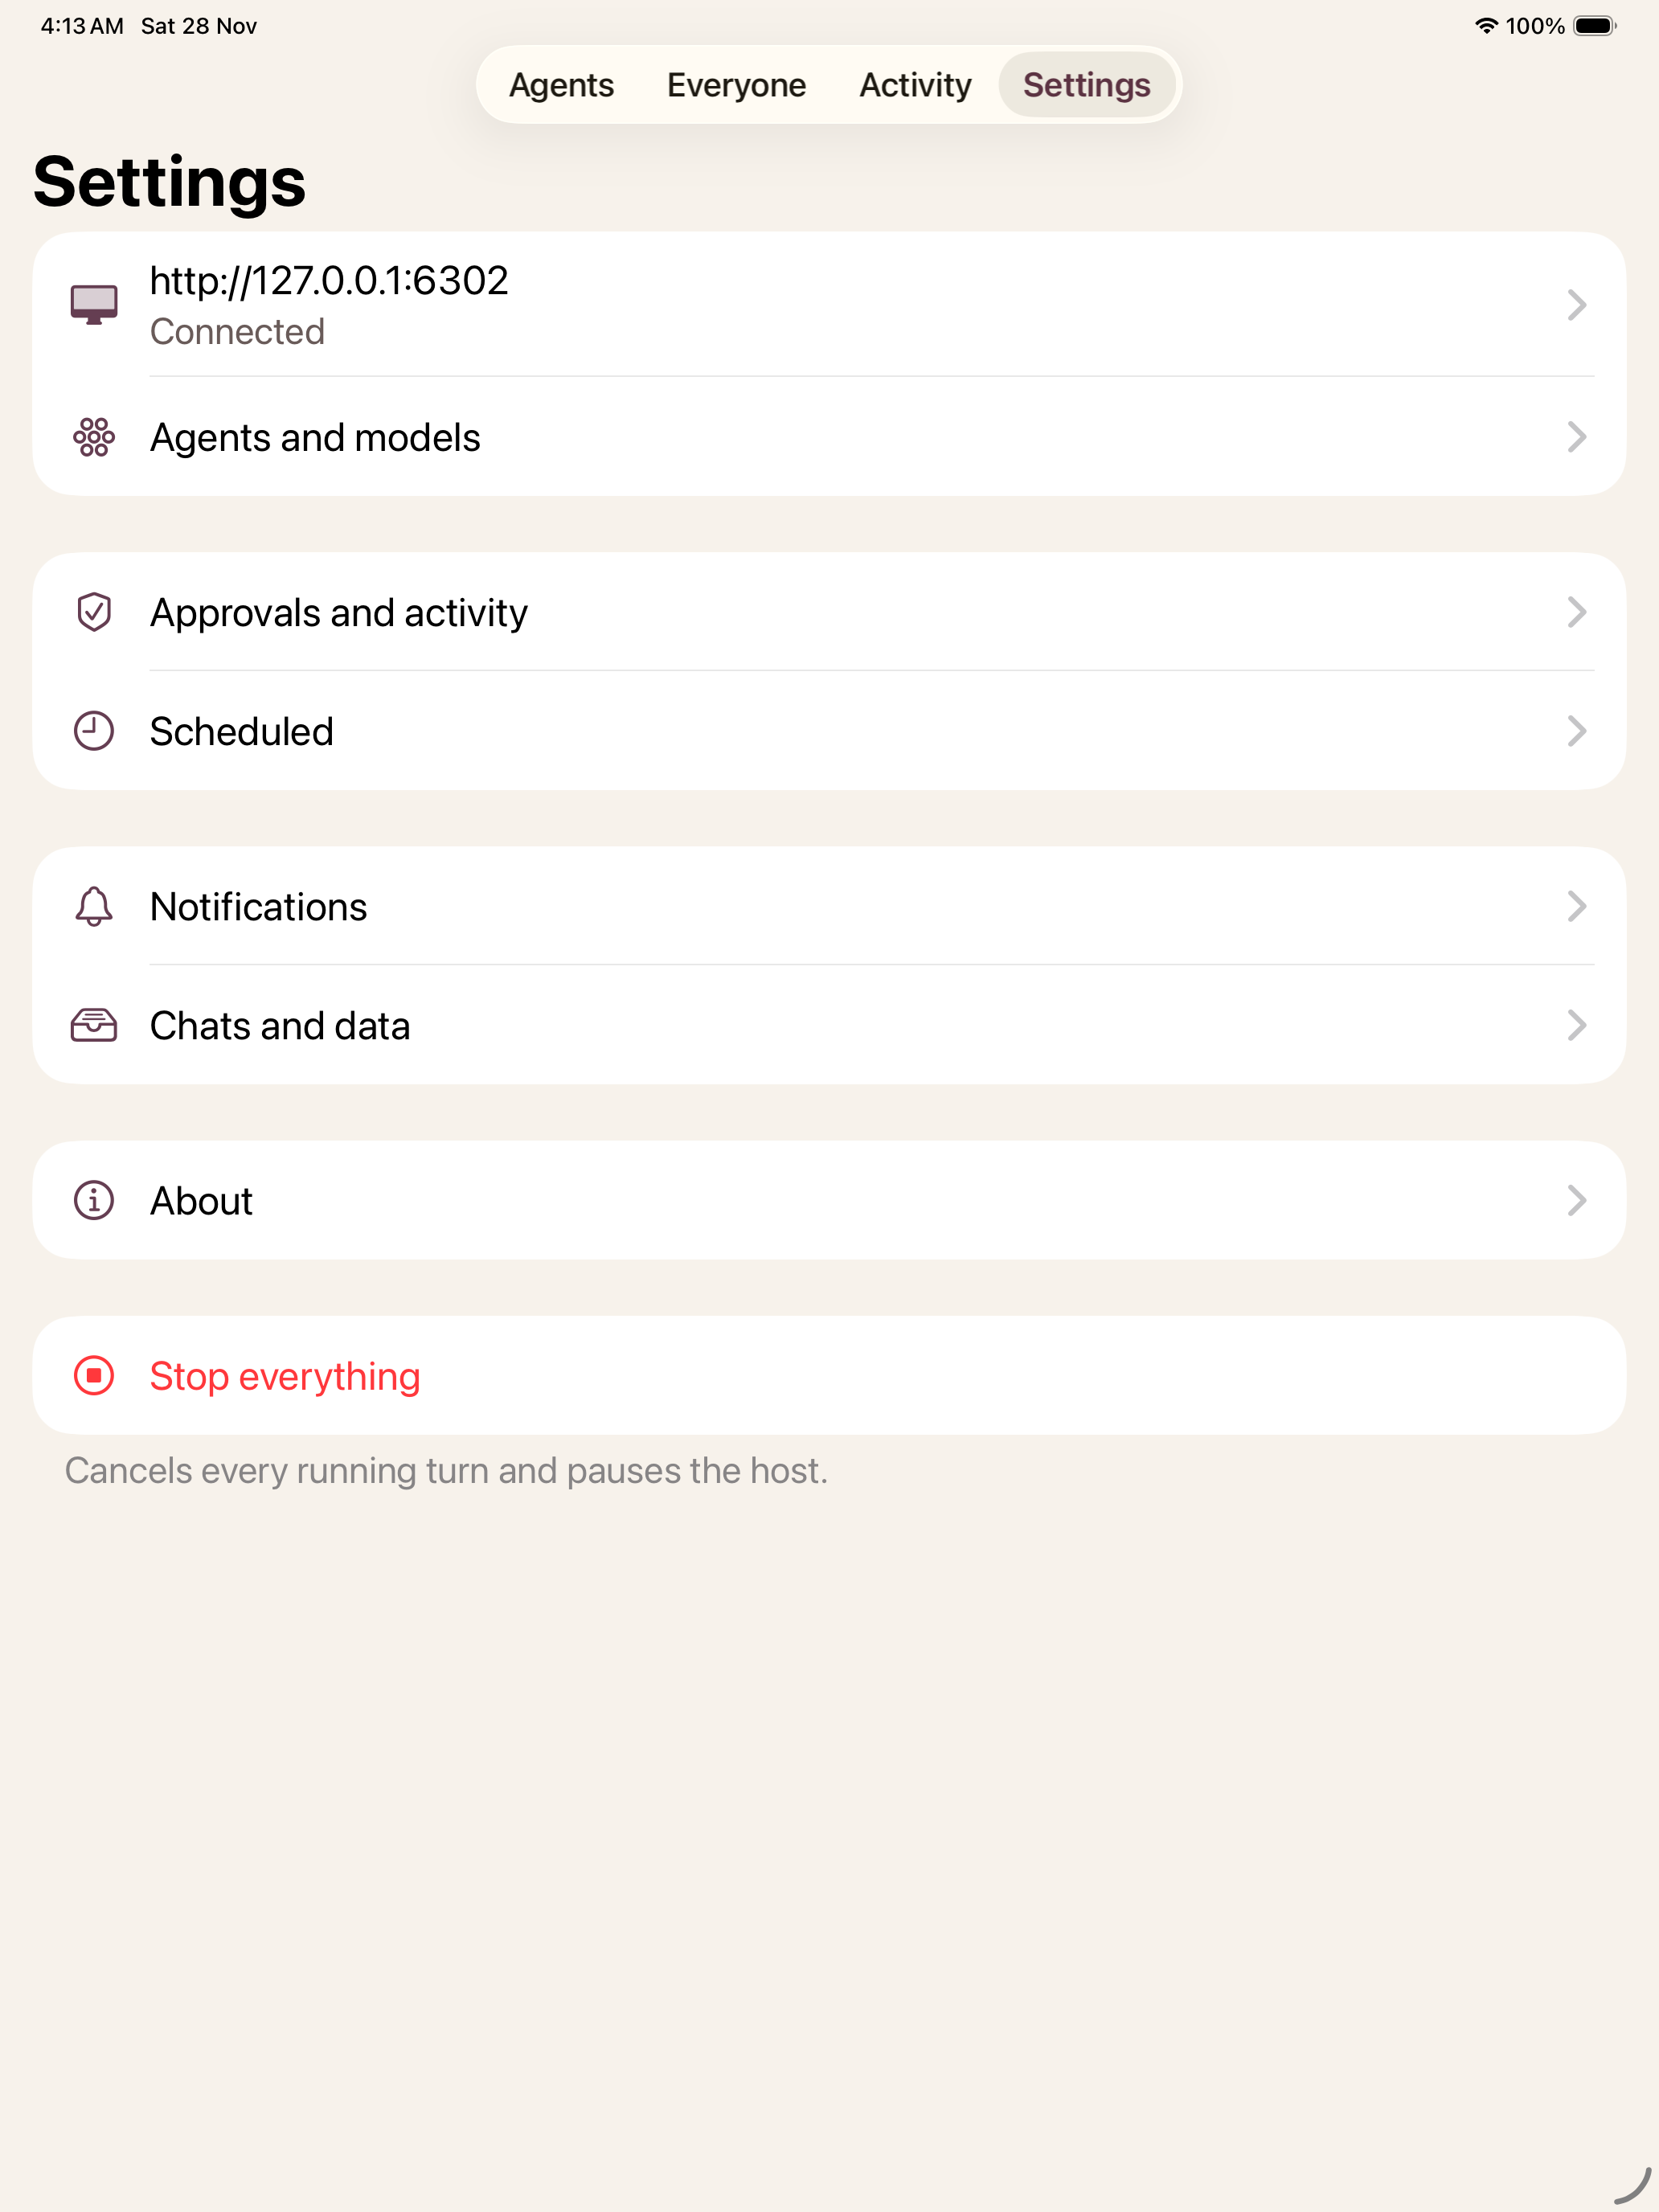 4:13 AM Sat 28 Nov
100%
Agents Everyone Activity Settings
Settings
http://127.0.0.1:6302
Connected
Agents and models
Approvals and activity
Scheduled
Notifications
Chats and data
About
Stop everything
Cancels every running turn and pauses the host.